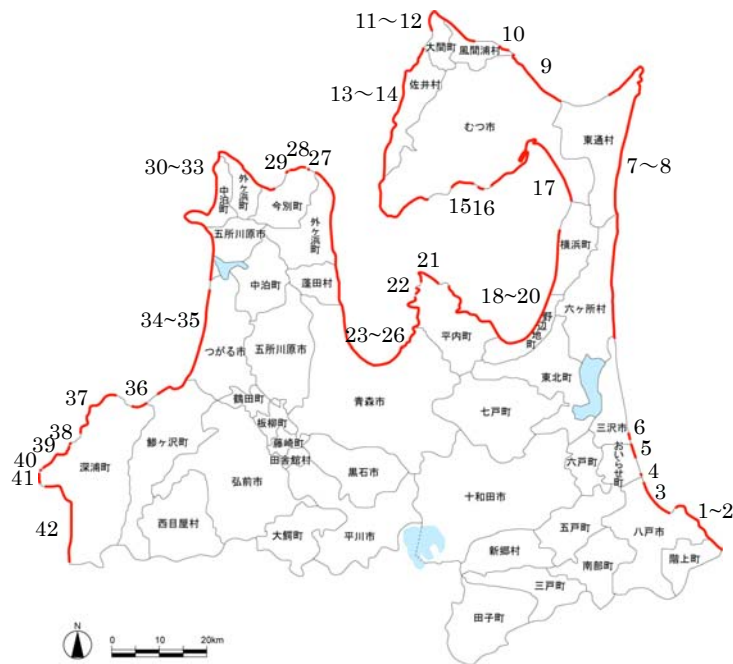 11～12
10
大間町
風間浦村
9
佐井村
13～14
むつ市
東通村
28
27
30~33
29
7～8
外ヶ浜町
中泊町
今別町
17
15
16
外ヶ浜町
五所川原市
横浜町
21
中泊町
蓬田村
22
18~20
六ヶ所村
34～35
23~26
平内町
野辺地町
つがる市
五所川原市
東北町
37
36
鶴田町
青森市
七戸町
板柳町
38
6
三沢市
39
藤崎町
5
鰺ヶ沢町
田舎館村
六戸町
おいらせ町
40
深浦町
黒石市
4
41
弘前市
3
十和田市
1~2
42
西目屋村
五戸町
八戸市
大鰐町
平川市
新郷村
階上町
南部町
三戸町
田子町
N
0 10 20km